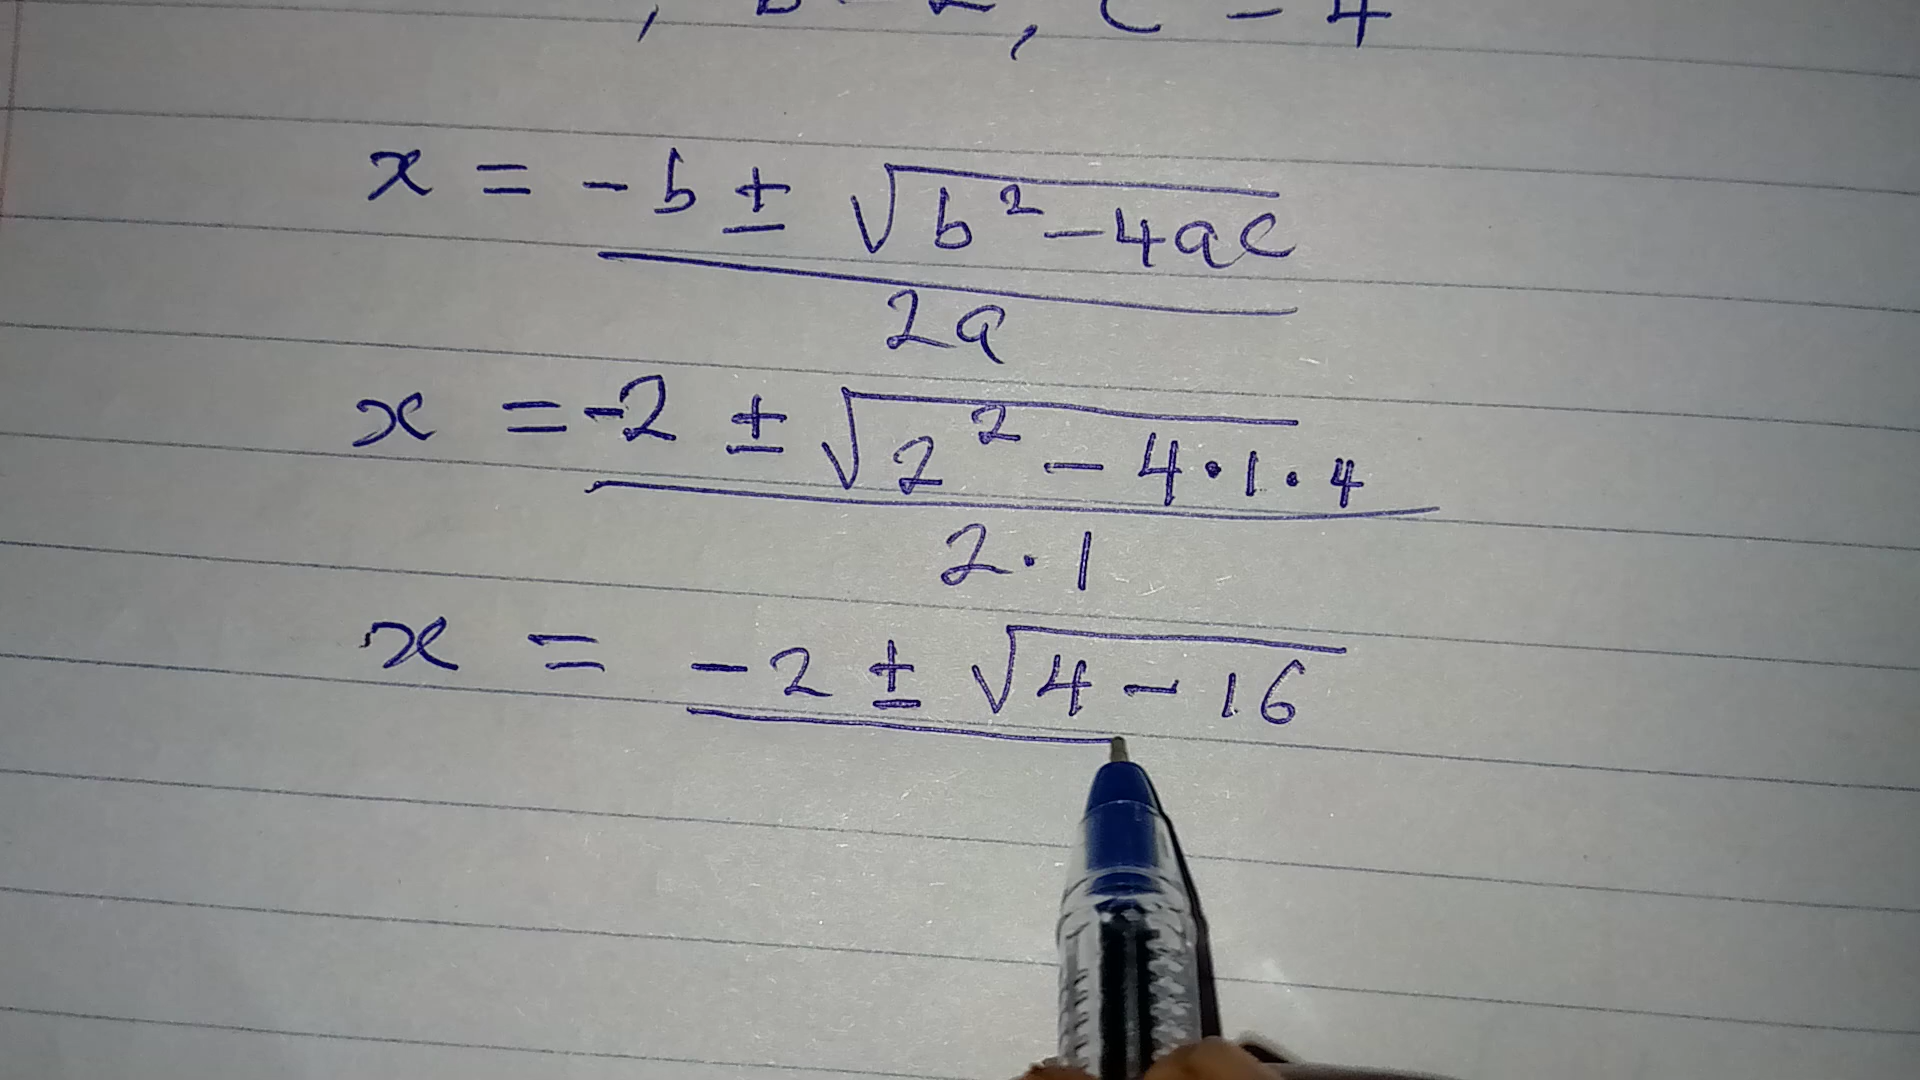 , b = 2, c = 4
x = -b ± √(b² - 4ac) / 2a
x = -2 ± √(2² - 4·1·4) / 2·1
x = -2 ± √(4 - 16)